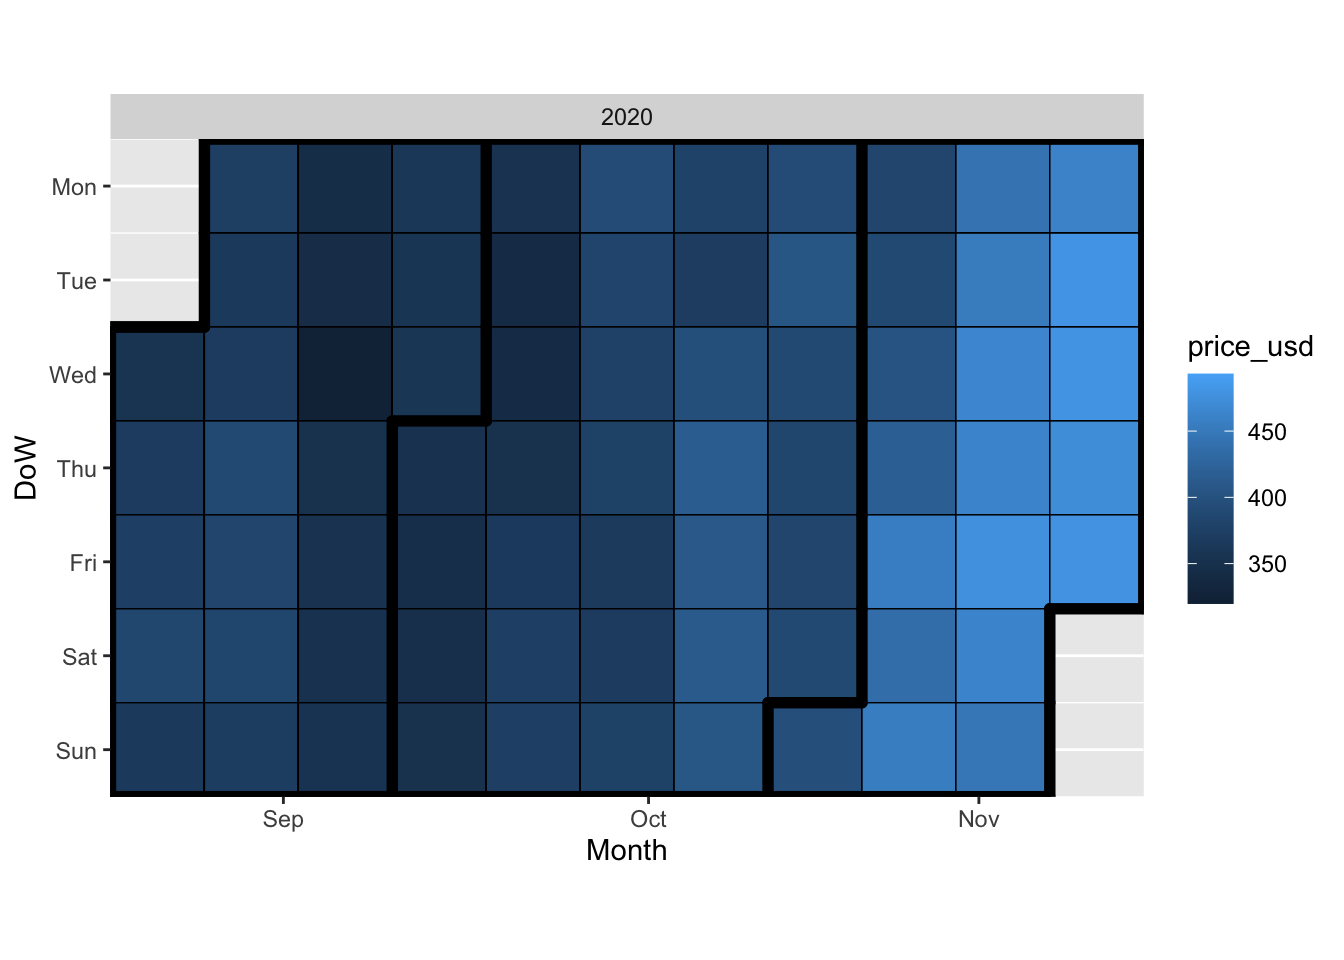 2020
Mon
Tue
Wed
Thu
Fri
Sat
Sun
DoW
Sep Oct Nov
Month
price_usd
450
400
350